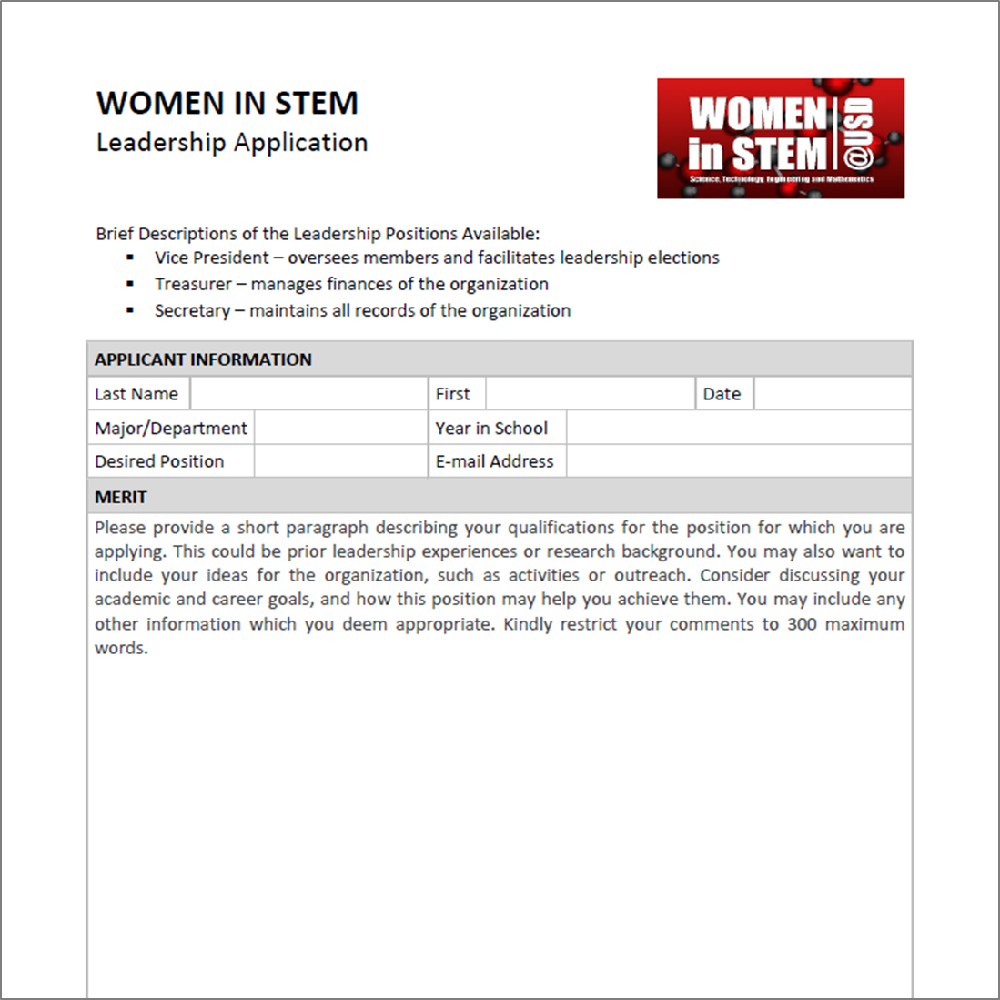 WOMEN IN STEM
Leadership Application
WOMEN
in STEM
@USD
Science, Technology, Engineering and Mathematics
Brief Descriptions of the Leadership Positions Available:
▪ Vice President – oversees members and facilitates leadership elections
▪ Treasurer – manages finances of the organization
▪ Secretary – maintains all records of the organization
APPLICANT INFORMATION
Last Name First Date
Major/Department Year in School
Desired Position E-mail Address
MERIT
Please provide a short paragraph describing your qualifications for the position for which you are
applying. This could be prior leadership experiences or research background. You may also want to
include your ideas for the organization, such as activities or outreach. Consider discussing your
academic and career goals, and how this position may help you achieve them. You may include any
other information which you deem appropriate. Kindly restrict your comments to 300 maximum
words.